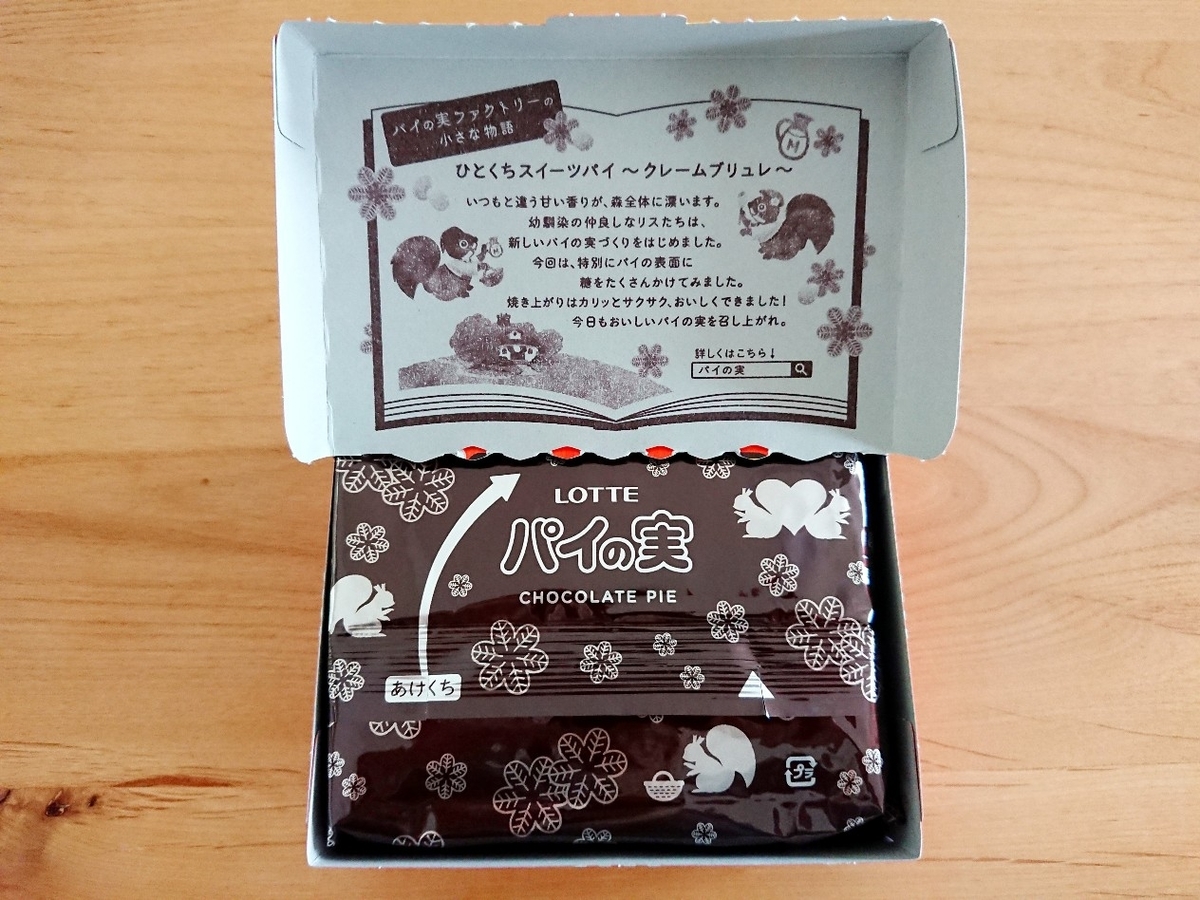 パイの実ファクトリーの
小さな物語
ひとくちスイーツパイ ～クレームブリュレ～
いつもと違う甘い香りが、森全体に漂います。
幼馴染の仲良しなリスたちは、
新しいパイの実づくりをはじめました。
今回は、特別にパイの表面に
糖をたくさんかけてみました。
焼き上がりはカリッとサクサク、おいしくできました！
今日もおいしいパイの実を召し上がれ。
詳しくはこちら↓
パイの実
LOTTE
パイの実
CHOCOLATE PIE
あけくち
プラ